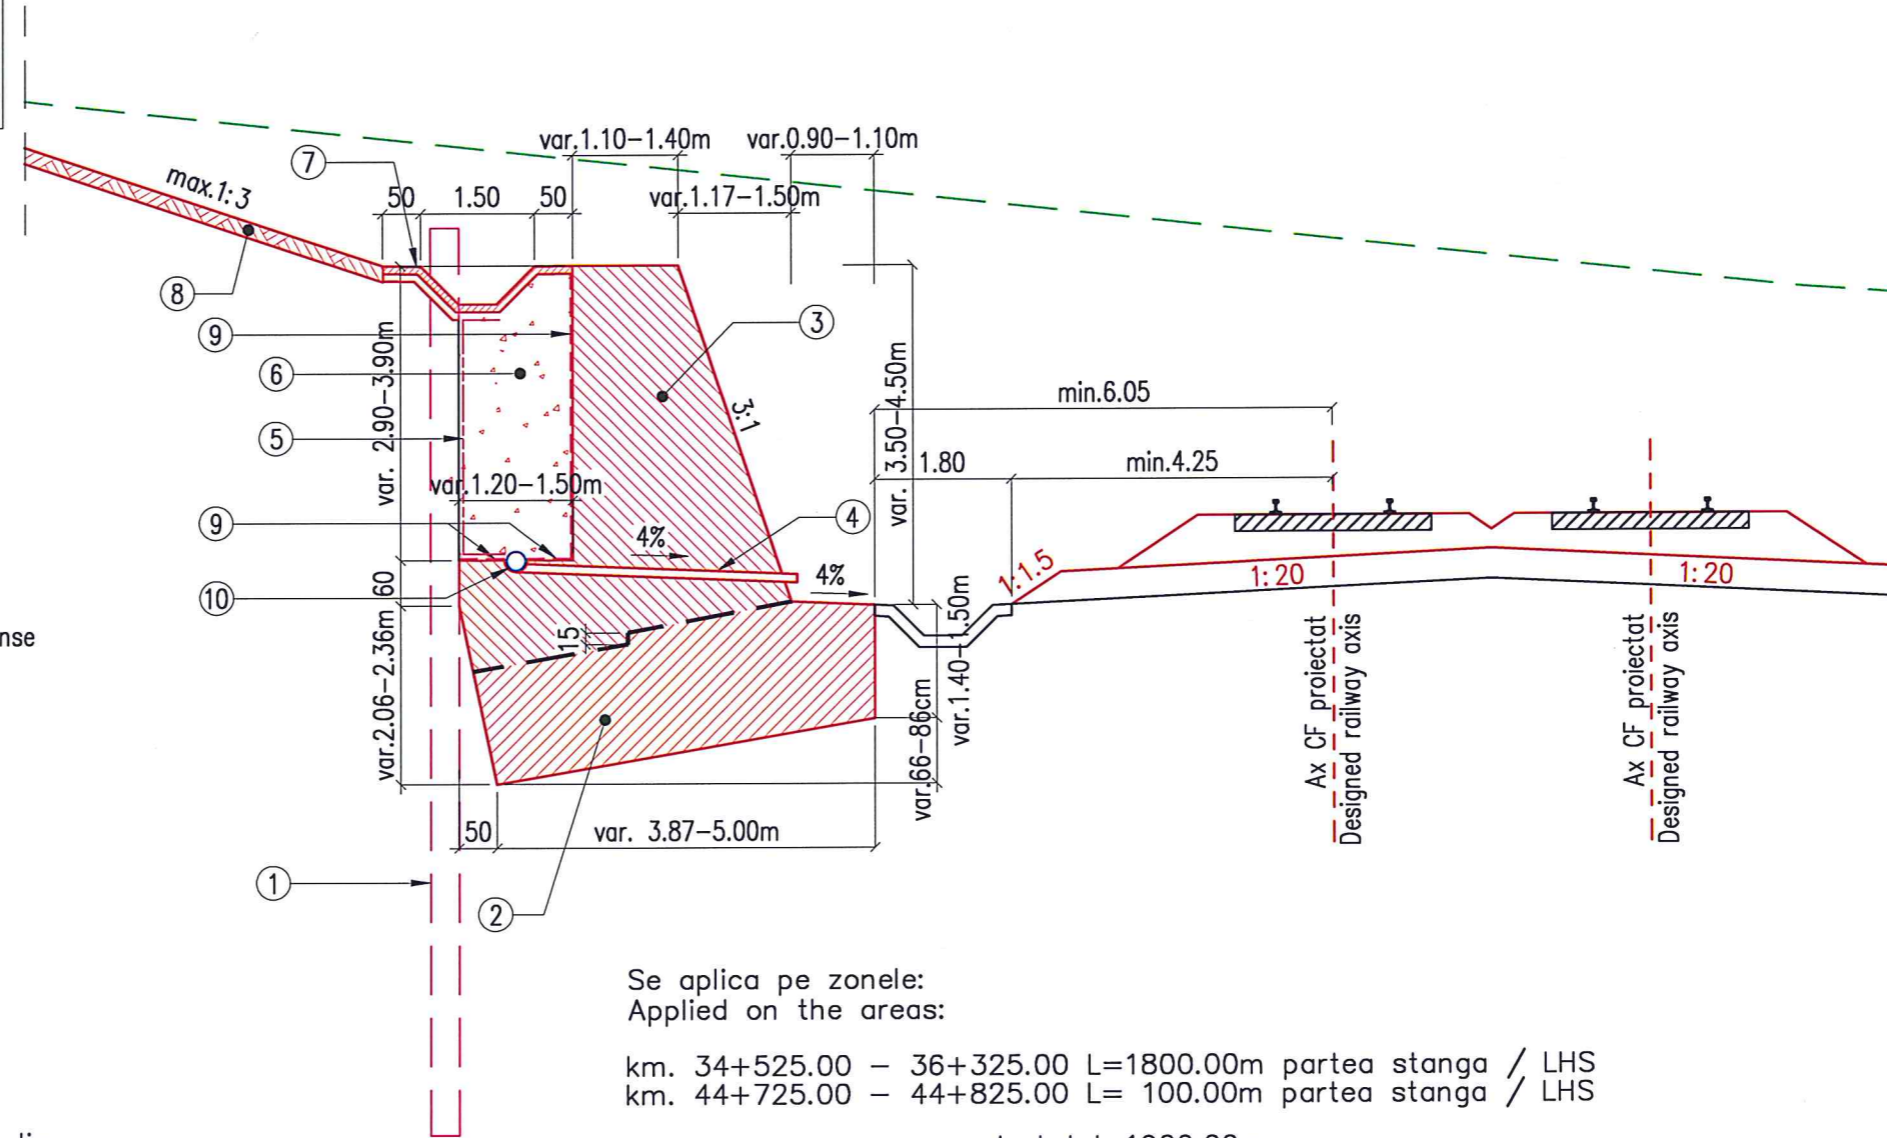 var.1.10-1.40m
var.0.90-1.10m
7
max.1:3
50
1.50
50
var.1.17-1.50m
8
3
9
6
var. 2.90-3.90m
var. 3.50-4.50m
min.6.05
3:1
5
1.80
min.4.25
var.1.20-1.50m
9
4
4%
4%
1:1.5
1:20
1:20
10
60
15
nse
var.2.06-2.36m
var.1.40-1.50m
var.66-86cm
Ax CF proiectat
Designed railway axis
Ax CF proiectat
Designed railway axis
50
var. 3.87-5.00m
1
2
Se aplica pe zonele:
Applied on the areas:
km. 34+525.00 - 36+325.00 L=1800.00m partea stanga / LHS
km. 44+725.00 - 44+825.00 L= 100.00m partea stanga / LHS